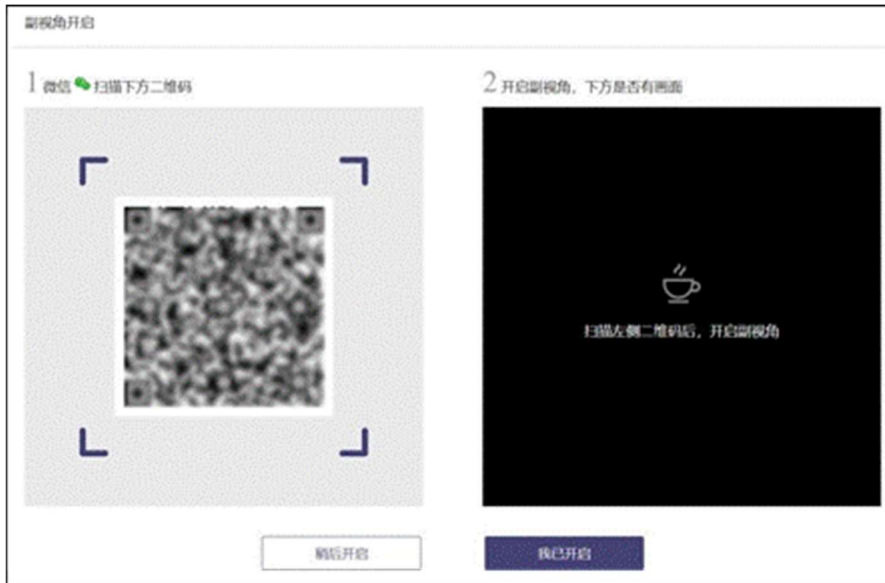 副视角开启
1 微信 扫描下方二维码
2 开启副视角，下方是否有画面
扫描左侧二维码后，开启副视角
稍后开启
我已开启